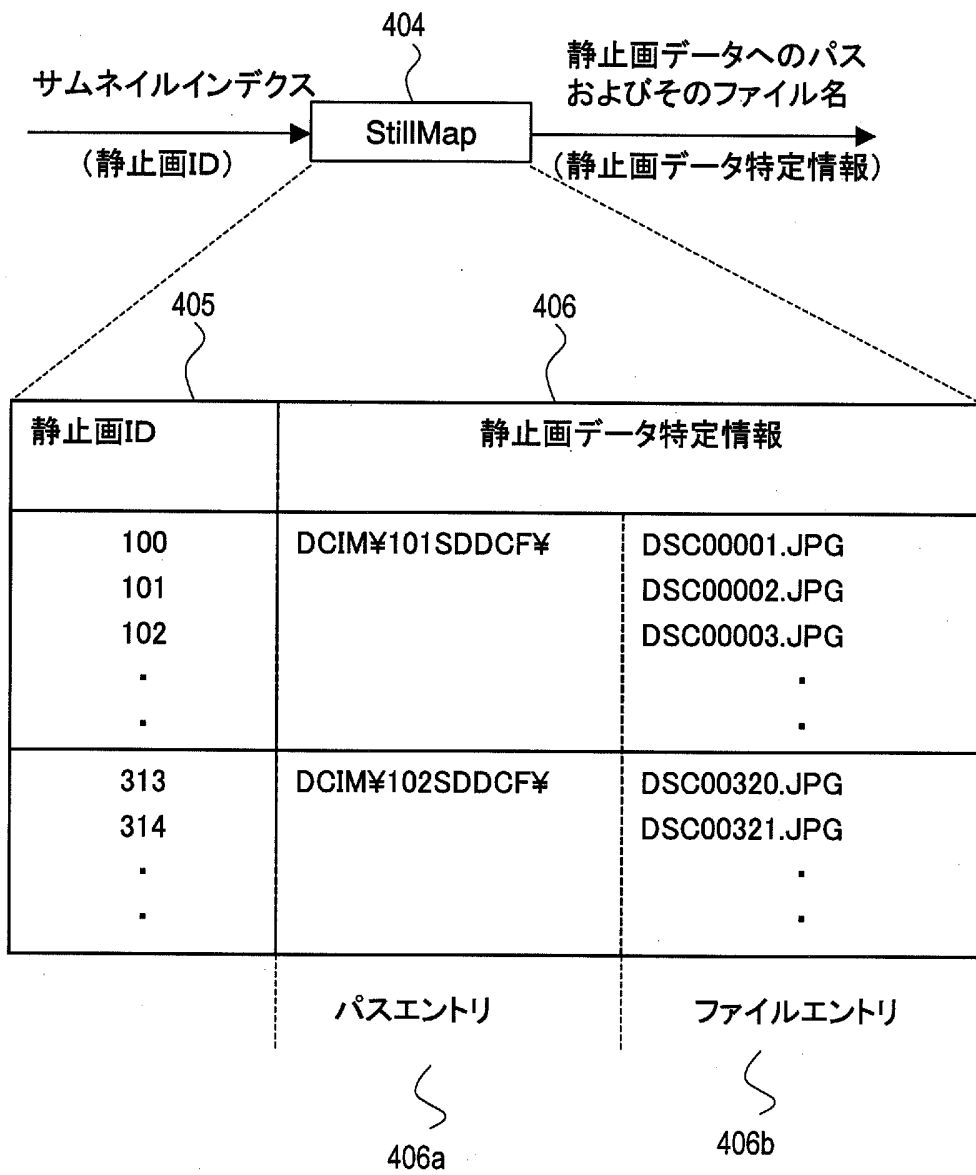 404
サムネイルインデクス
静止画データへのパス
およびそのファイル名
StillMap
（静止画ID）
（静止画データ特定情報）
405
406
静止画ID
静止画データ特定情報
100
DCIM¥101SDDCF¥
DSC00001.JPG
101
DSC00002.JPG
102
DSC00003.JPG
・
・
・
・
313
DCIM¥102SDDCF¥
DSC00320.JPG
314
DSC00321.JPG
・
・
・
・
パスエントリ
ファイルエントリ
406a
406b